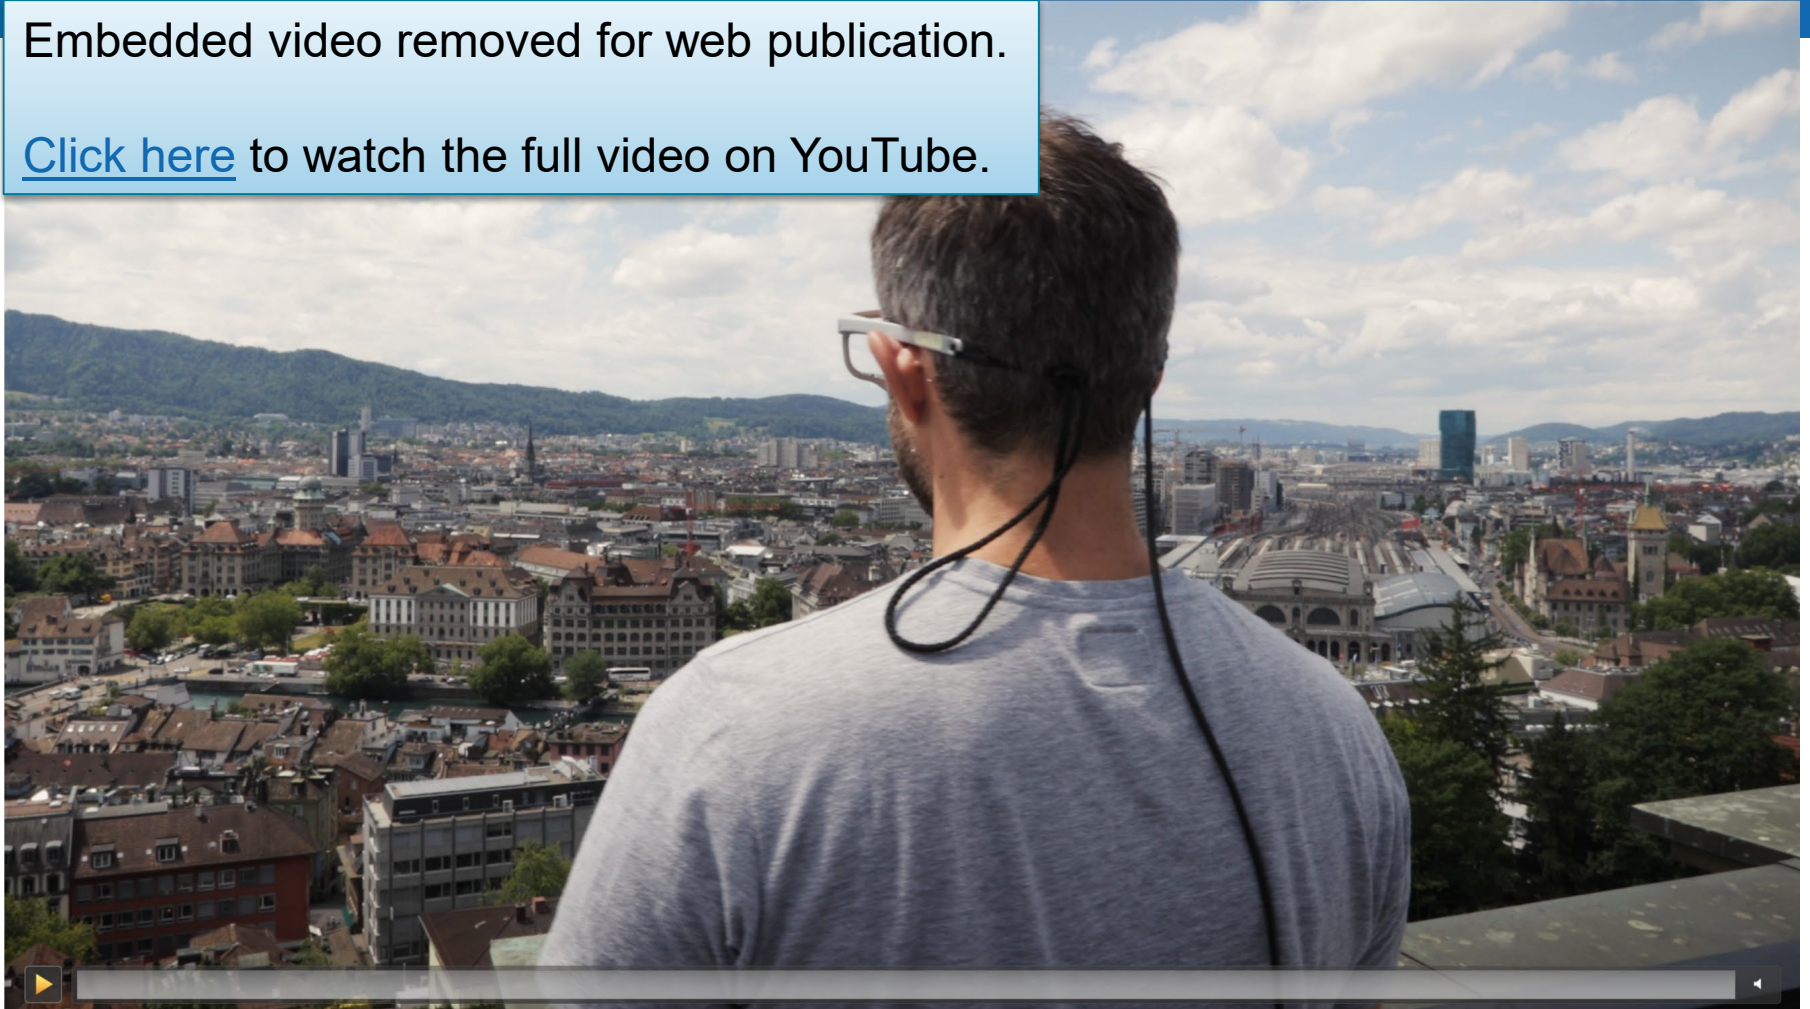 Embedded video removed for web publication.
Click here to watch the full video on YouTube.